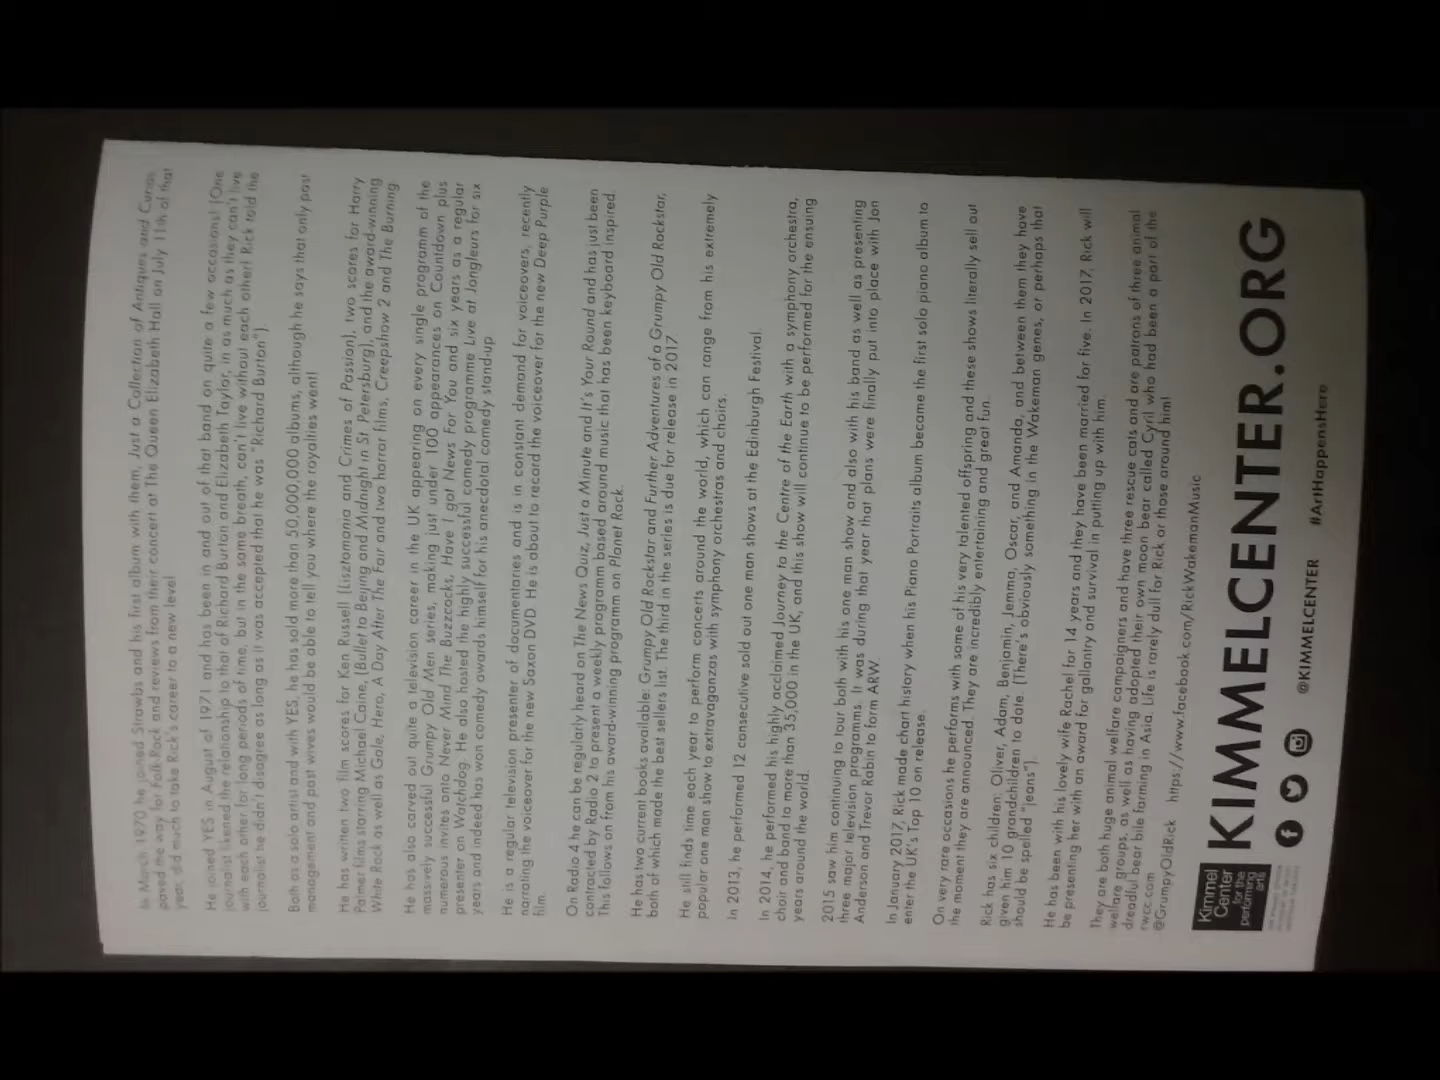 In March 1970 he joined Strawbs and his first album with them, Just a Collection of Antiques and Curios,
paved the way for Folk-Rock and reviews from their concert at The Queen Elizabeth Hall on July 11th of that
year, did much to take Rick's career to a new level
He joined YES in August of 1971 and has been in and out of that band on quite a few occasions! (One
journalist likened the relationship to that of Richard Burton and Elizabeth Taylor, in as much as they can't live
with each other for long periods of time, but in the same breath, can't live without each other! Rick told the
journalist he didn't disagree as long as it was accepted that he was "Richard Burton").
Both as a solo artist and with YES, he has sold more than 50,000,000 albums, although he says that only past
management and past wives would be able to tell you where the royalties went!
He has written two film scores for Ken Russell (Lisztomania and Crimes of Passion), two scores for Harry
Palmer films starring Michael Caine, (Bullet to Beijing and Midnight in St Petersburg), and the award-winning
White Rock as well as Gole, Hero, A Day After The Fair and two horror films, Creepshow 2 and The Burning
He has also carved out quite a television career in the UK appearing on every single programm of the
massively successful Grumpy Old Men series, making just under 100 appearances on Countdown plus
numerous invites onto Never Mind The Buzzcocks, Have I got News For You and six years as a regular
presenter on Watchdog. He also hosted the highly successful comedy programme Live at Jongleurs for six
years and indeed has won comedy awards himself for his anecdotal comedy stand-up
He is a regular television presenter of documentaries and is in constant demand for voiceovers, recently
narrating the voiceover for the new Saxon DVD He is about to record the voiceover for the new Deep Purple
film.
On Radio 4 he can be regularly heard on The News Quiz, Just a Minute and It's Your Round and has just been
contracted by Radio 2 to present a weekly programm based around music that has been keyboard inspired.
This follows on from his award-winning program on Planet Rock.
He has two current books available: Grumpy Old Rockstar and Further Adventures of a Grumpy Old Rockstar,
both of which made the best sellers list. The third in the series is due for release in 2017.
He still finds time each year to perform concerts around the world, which can range from his extremely
popular one man show to extravaganzas with symphony orchestras and choirs.
In 2013, he performed 12 consecutive sold out one man shows at the Edinburgh Festival.
In 2014, he performed his highly acclaimed Journey to the Centre of the Earth with a symphony orchestra,
choir and band to more than 35,000 in the UK, and this show will continue to be performed for the ensuing
years around the world.
2015 saw him continuing to tour both with his one man show and also with his band as well as presenting
three major television programms. It was during that year that plans were finally put into place with Jon
Anderson and Trevor Rabin to form ARW.
In January 2017, Rick made chart history when his Piano Portraits album became the first solo piano album to
enter the UK's Top 10 on release.
On very rare occasions he performs with some of his very talented offspring and these shows literally sell out
the moment they are announced. They are incredibly entertaining and great fun.
Rick has six children: Oliver, Adam, Benjamin, Jemma, Oscar, and Amanda, and between them they have
given him 10 grandchildren to date. (There's obviously something in the Wakeman genes, or perhaps that
should be spelled "jeans").
He has been with his lovely wife Rachel for 14 years and they have been married for five. In 2017, Rick will
be presenting her with an award for gallantry and survival in putting up with him.
They are both huge animal welfare campaigners and have three rescue cats and are patrons of three animal
welfare groups, as well as having adopted their own moon bear called Cyril who had been a part of the
dreadful bear bile farming in Asia. Life is rarely dull for Rick or those around him!
rwcc.com
@GrumpyOldRick https://www.facebook.com/RickWakemanMusic
Kimmel
Center
for the
performing
arts
KIMMELCENTER.ORG
@KIMMELCENTER #ArtHappensHere